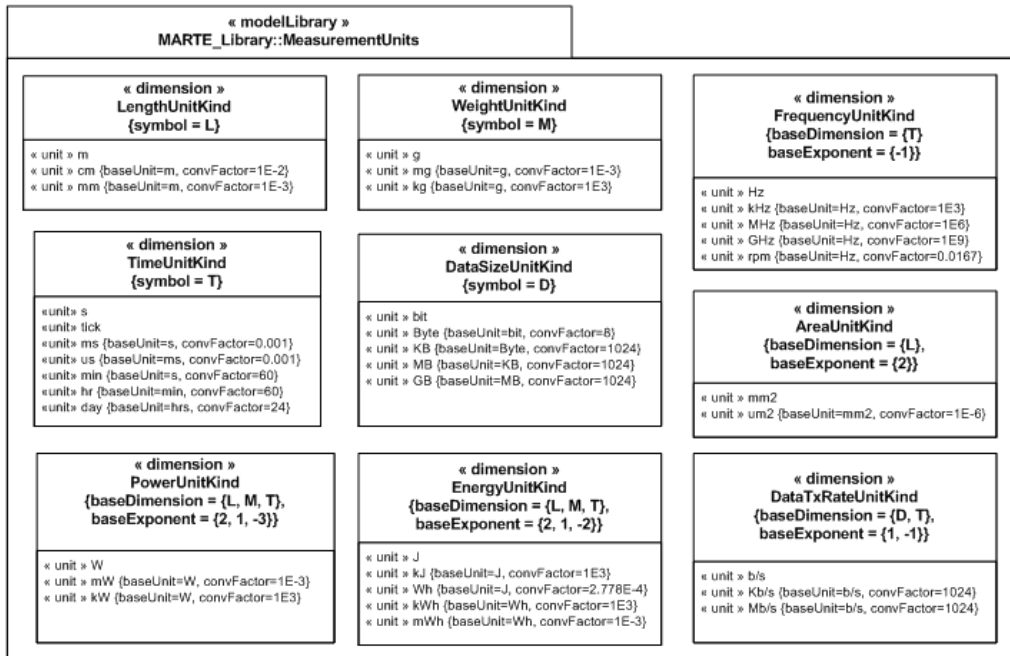 « modelLibrary »
MARTE_Library::MeasurementUnits
« dimension »
LengthUnitKind
{symbol = L}
« unit » m
« unit » cm {baseUnit=m, convFactor=1E-2}
« unit » mm {baseUnit=m, convFactor=1E-3}
« dimension »
WeightUnitKind
{symbol = M}
« unit » g
« unit » mg {baseUnit=g, convFactor=1E-3}
« unit » kg {baseUnit=g, convFactor=1E3}
« dimension »
FrequencyUnitKind
{baseDimension = {T}
baseExponent = {-1}}
« unit » Hz
« unit » kHz {baseUnit=Hz, convFactor=1E3}
« unit » MHz {baseUnit=Hz, convFactor=1E6}
« unit » GHz {baseUnit=Hz, convFactor=1E9}
« unit » rpm {baseUnit=Hz, convFactor=0.0167}
« dimension »
TimeUnitKind
{symbol = T}
«unit» s
«unit» tick
«unit» ms {baseUnit=s, convFactor=0.001}
«unit» us {baseUnit=ms, convFactor=0.001}
«unit» min {baseUnit=s, convFactor=60}
«unit» hr {baseUnit=min, convFactor=60}
«unit» day {baseUnit=hrs, convFactor=24}
« dimension »
DataSizeUnitKind
{symbol = D}
« unit » bit
« unit » Byte {baseUnit=bit, convFactor=8}
« unit » KB {baseUnit=Byte, convFactor=1024}
« unit » MB {baseUnit=KB, convFactor=1024}
« unit » GB {baseUnit=MB, convFactor=1024}
« dimension »
AreaUnitKind
{baseDimension = {L},
baseExponent = {2}}
« unit » mm2
« unit » um2 {baseUnit=mm2, convFactor=1E-6}
« dimension »
PowerUnitKind
{baseDimension = {L, M, T},
baseExponent = {2, 1, -3}}
« unit » W
« unit » mW {baseUnit=W, convFactor=1E-3}
« unit » kW {baseUnit=W, convFactor=1E3}
« dimension »
EnergyUnitKind
{baseDimension = {L, M, T},
baseExponent = {2, 1, -2}}
« unit » J
« unit » kJ {baseUnit=J, convFactor=1E3}
« unit » Wh {baseUnit=J, convFactor=2.778E-4}
« unit » kWh {baseUnit=Wh, convFactor=1E3}
« unit » mWh {baseUnit=Wh, convFactor=1E-3}
« dimension »
DataTxRateUnitKind
{baseDimension = {D, T},
baseExponent = {1, -1}}
« unit » b/s
« unit » Kb/s {baseUnit=b/s, convFactor=1024}
« unit » Mb/s {baseUnit=b/s, convFactor=1024}